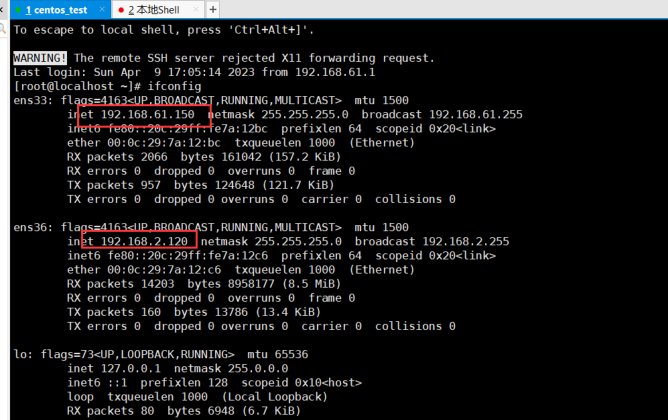 1 centos_test × 2 本地Shell × +
To escape to local shell, press 'Ctrl+Alt+]'.
WARNING! The remote SSH server rejected X11 forwarding request.
Last login: Sun Apr  9 17:05:14 2023 from 192.168.61.1
[root@localhost ~]# ifconfig
ens33: flags=4163<UP,BROADCAST,RUNNING,MULTICAST>  mtu 1500
inet 192.168.61.150  netmask 255.255.255.0  broadcast 192.168.61.255
inet6 fe80::20c:29ff:fe7a:12bc  prefixlen 64  scopeid 0x20<link>
ether 00:0c:29:7a:12:bc  txqueuelen 1000  (Ethernet)
RX packets 2066  bytes 161042 (157.2 KiB)
RX errors 0  dropped 0  overruns 0  frame 0
TX packets 957  bytes 124648 (121.7 KiB)
TX errors 0  dropped 0 overruns 0  carrier 0  collisions 0
ens36: flags=4163<UP,BROADCAST,RUNNING,MULTICAST>  mtu 1500
inet 192.168.2.120  netmask 255.255.255.0  broadcast 192.168.2.255
inet6 fe80::20c:29ff:fe7a:12c6  prefixlen 64  scopeid 0x20<link>
ether 00:0c:29:7a:12:c6  txqueuelen 1000  (Ethernet)
RX packets 14203  bytes 8958177 (8.5 MiB)
RX errors 0  dropped 0  overruns 0  frame 0
TX packets 160  bytes 13786 (13.4 KiB)
TX errors 0  dropped 0 overruns 0  carrier 0  collisions 0
lo: flags=73<UP,LOOPBACK,RUNNING>  mtu 65536
inet 127.0.0.1  netmask 255.0.0.0
inet6 ::1  prefixlen 128  scopeid 0x10<host>
loop  txqueuelen 1000  (Local Loopback)
RX packets 80  bytes 6948 (6.7 KiB)